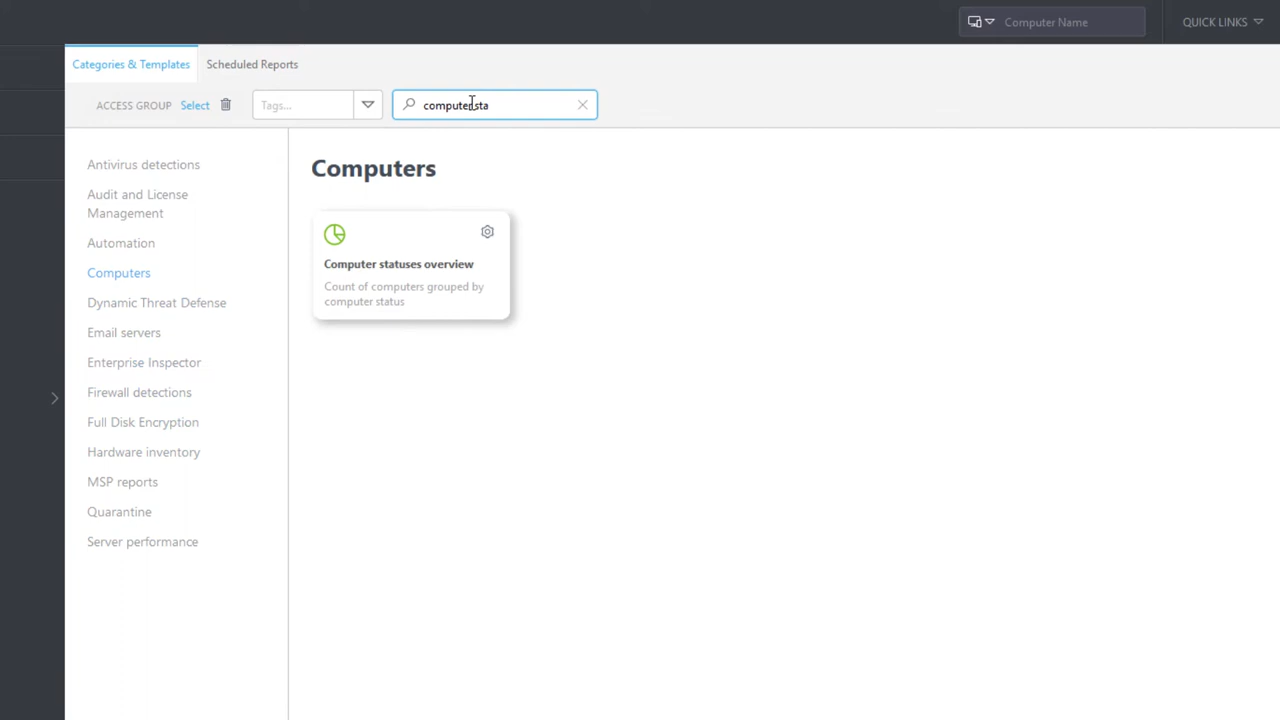 Computer Name
QUICK LINKS
Categories & Templates
Scheduled Reports
ACCESS GROUP Select
Tags...
computer sta
Antivirus detections
Audit and License
Management
Automation
Computers
Dynamic Threat Defense
Email servers
Enterprise Inspector
Firewall detections
Full Disk Encryption
Hardware inventory
MSP reports
Quarantine
Server performance
Computers
Computer statuses overview
Count of computers grouped by
computer status